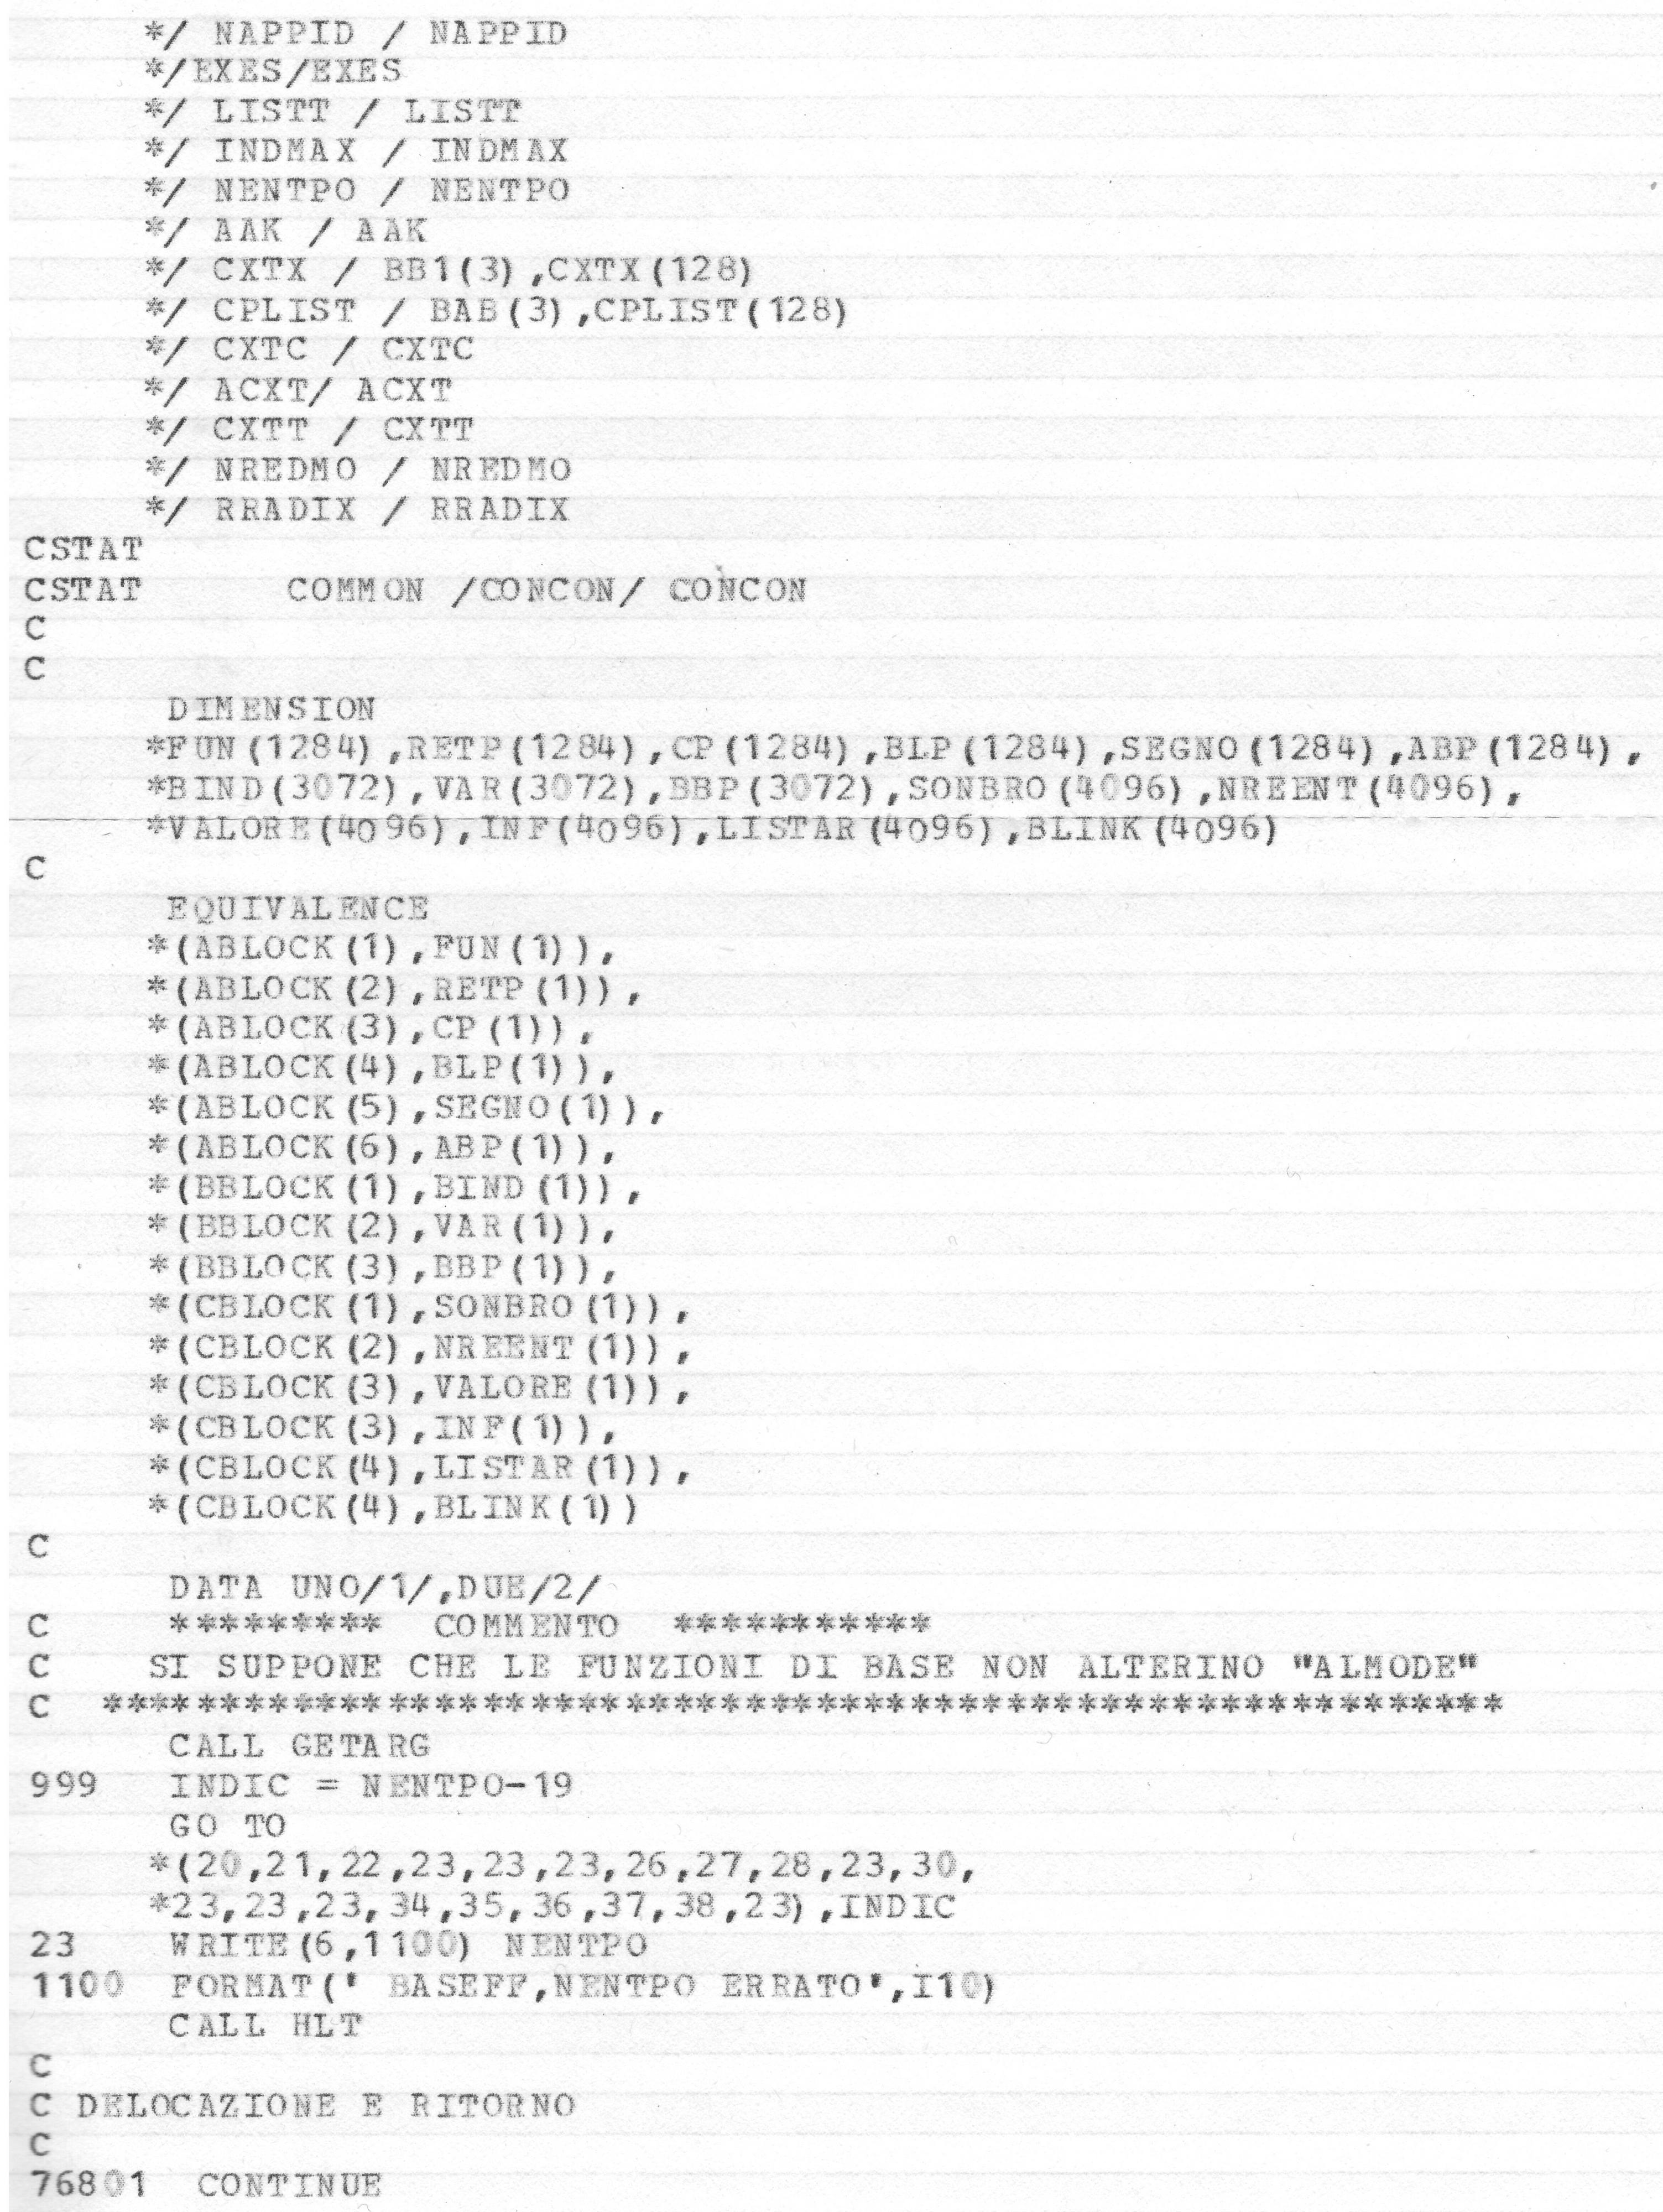 */ NAPPID / NAPPID
*/EXES/EXES
*/ LISTT / LISTT
*/ INDMAX / INDMAX
*/ NENTPO / NENTPO
*/ AAK / AAK
*/ CXTX / BB1(3),CXTX(128)
*/ CPLIST / BAB(3),CPLIST(128)
*/ CXTC / CXTC
*/ ACXT/ ACXT
*/ CXTT / CXTT
*/ NREDMO / NREDMO
*/ RRADIX / RRADIX
CSTAT
CSTAT      COMMON /CONCON/ CONCON
C
C
      DIMENSION
     *FUN(1284),RETP(1284),CP(1284),BLP(1284),SEGNO(1284),ABP(1284),
     *BIND(3072),VAR(3072),BBP(3072),SONBRO(4096),NREENT(4096),
     *VALORE(4096),INF(4096),LISTAR(4096),BLINK(4096)
C
      EQUIVALENCE
     *(ABLOCK(1),FUN(1)),
     *(ABLOCK(2),RETP(1)),
     *(ABLOCK(3),CP(1)),
     *(ABLOCK(4),BLP(1)),
     *(ABLOCK(5),SEGNO(1)),
     *(ABLOCK(6),ABP(1)),
     *(BBLOCK(1),BIND(1)),
     *(BBLOCK(2),VAR(1)),
     *(BBLOCK(3),BBP(1)),
     *(CBLOCK(1),SONBRO(1)),
     *(CBLOCK(2),NREENT(1)),
     *(CBLOCK(3),VALORE(1)),
     *(CBLOCK(3),INF(1)),
     *(CBLOCK(4),LISTAR(1)),
     *(CBLOCK(4),BLINK(1))
C
      DATA UNO/1/,DUE/2/
C     *********  COMMENTO  ***********
C    SI SUPPONE CHE LE FUNZIONI DI BASE NON ALTERINO "ALMODE"
C  ***********************************************************
      CALL GETARG
999   INDIC = NENTPO-19
      GO TO
     *(20,21,22,23,23,23,26,27,28,23,30,
     *23,23,23,34,35,36,37,38,23),INDIC
23    WRITE(6,1100) NENTPO
1100  FORMAT(' BASEFF,NENTPO ERRATO',I10)
      CALL HLT
C
C DELOCAZIONE E RITORNO
C
76801  CONTINUE